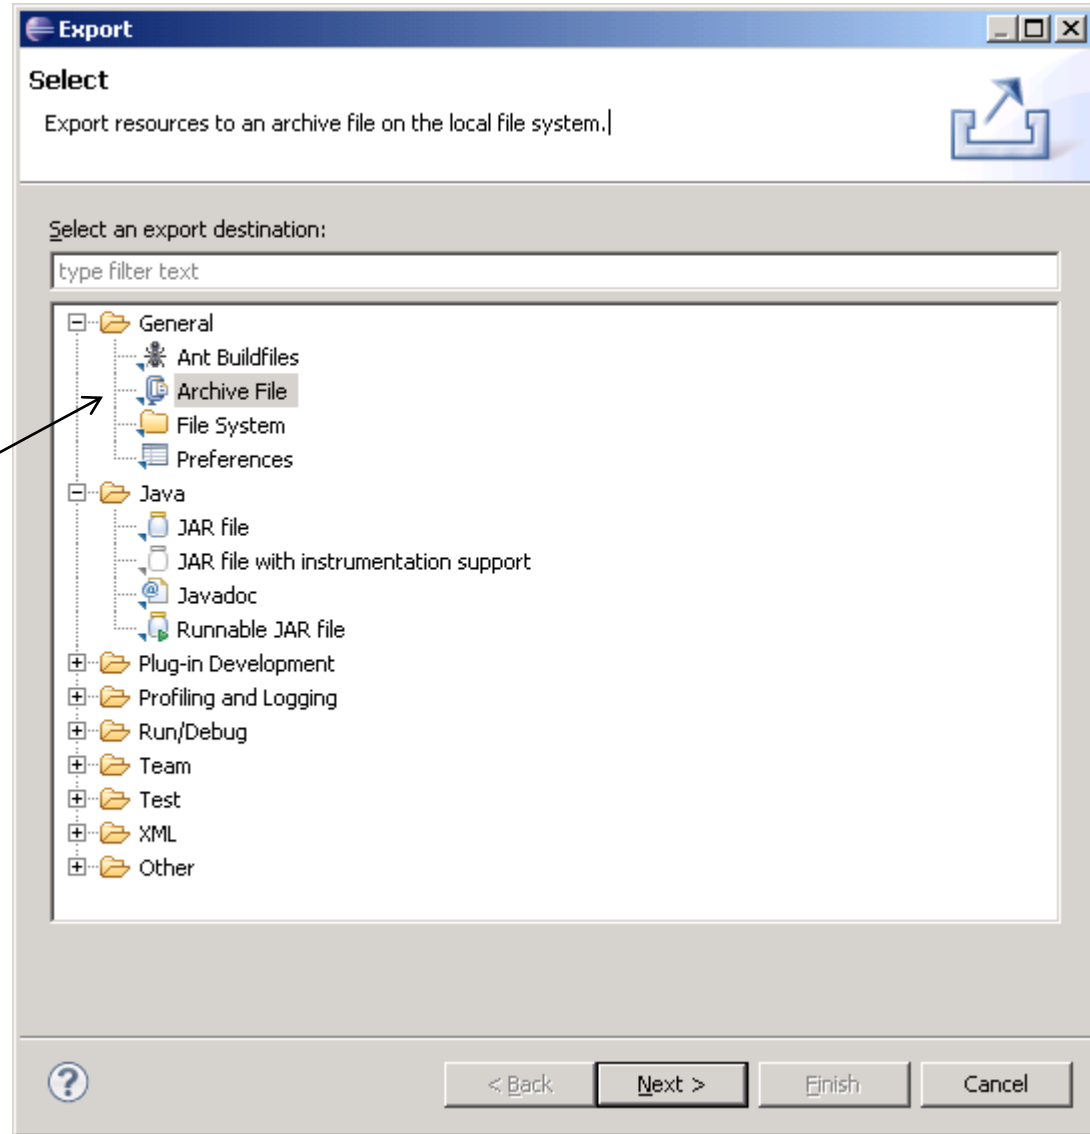 Export
Select
Export resources to an archive file on the local file system.
Select an export destination:
type filter text
General
Ant Buildfiles
Archive File
File System
Preferences
Java
JAR file
JAR file with instrumentation support
Javadoc
Runnable JAR file
Plug-in Development
Profiling and Logging
Run/Debug
Team
Test
XML
Other
? < Back Next > Finish Cancel